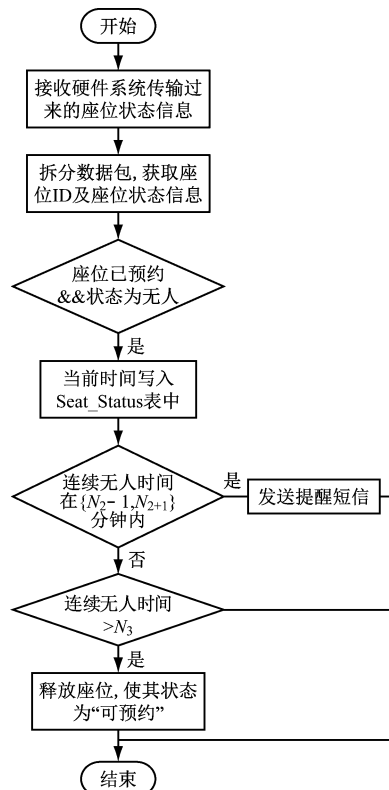 开始
接收硬件系统传输过
来的座位状态信息
拆分数据包,获取座
位ID及座位状态信息
座位已预约
&&状态为无人
是
当前时间写入
Seat_Status表中
连续无人时间
在{N2-1,N2+1}
分钟内
是
发送提醒短信
否
连续无人时间
>N3
是
释放座位,使其状态
为“可预约”
结束